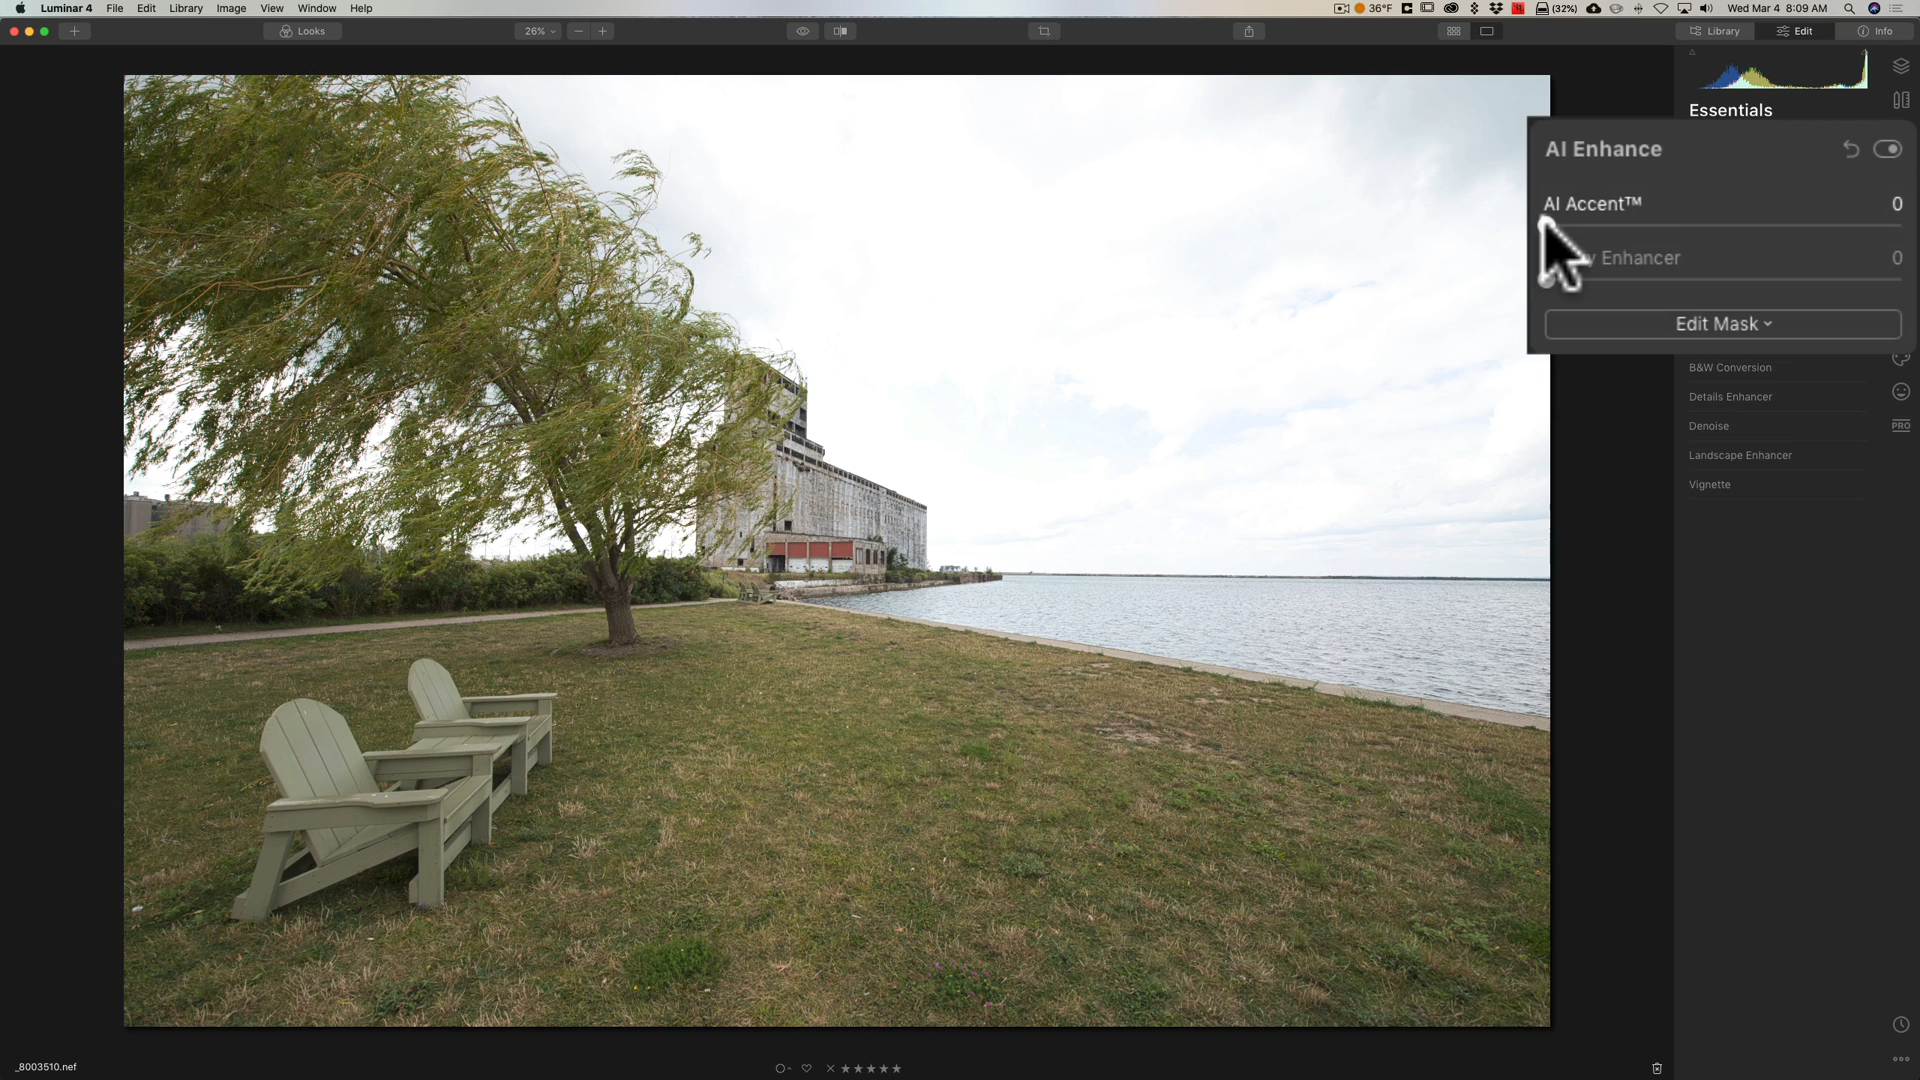 Luminar 4 File Edit Library Image View Window Help
36°F (32%) Wed Mar 4 8:09 AM
Looks 26% Library Edit Info
Essentials
AI Enhance
AI Accent™ 0
Enhancer 0
Edit Mask
B&W Conversion
Details Enhancer
Denoise
PRO
Landscape Enhancer
Vignette
_8003510.nef